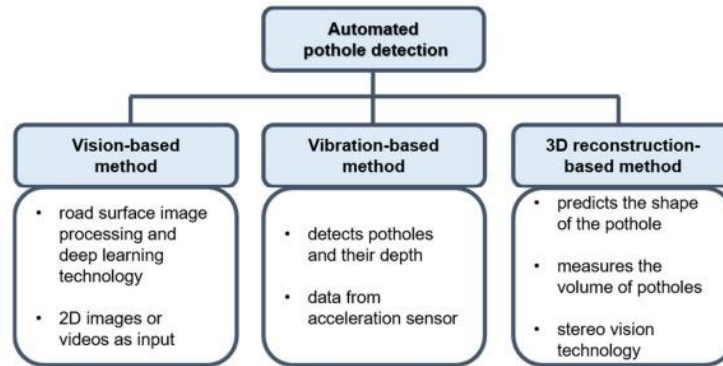 Automated
pothole detection
Vision-based
method
• road surface image
processing and
deep learning
technology
• 2D images or
videos as input
Vibration-based
method
• detects potholes
and their depth
• data from
acceleration sensor
3D reconstruction-
based method
• predicts the shape
of the pothole
• measures the
volume of potholes
• stereo vision
technology